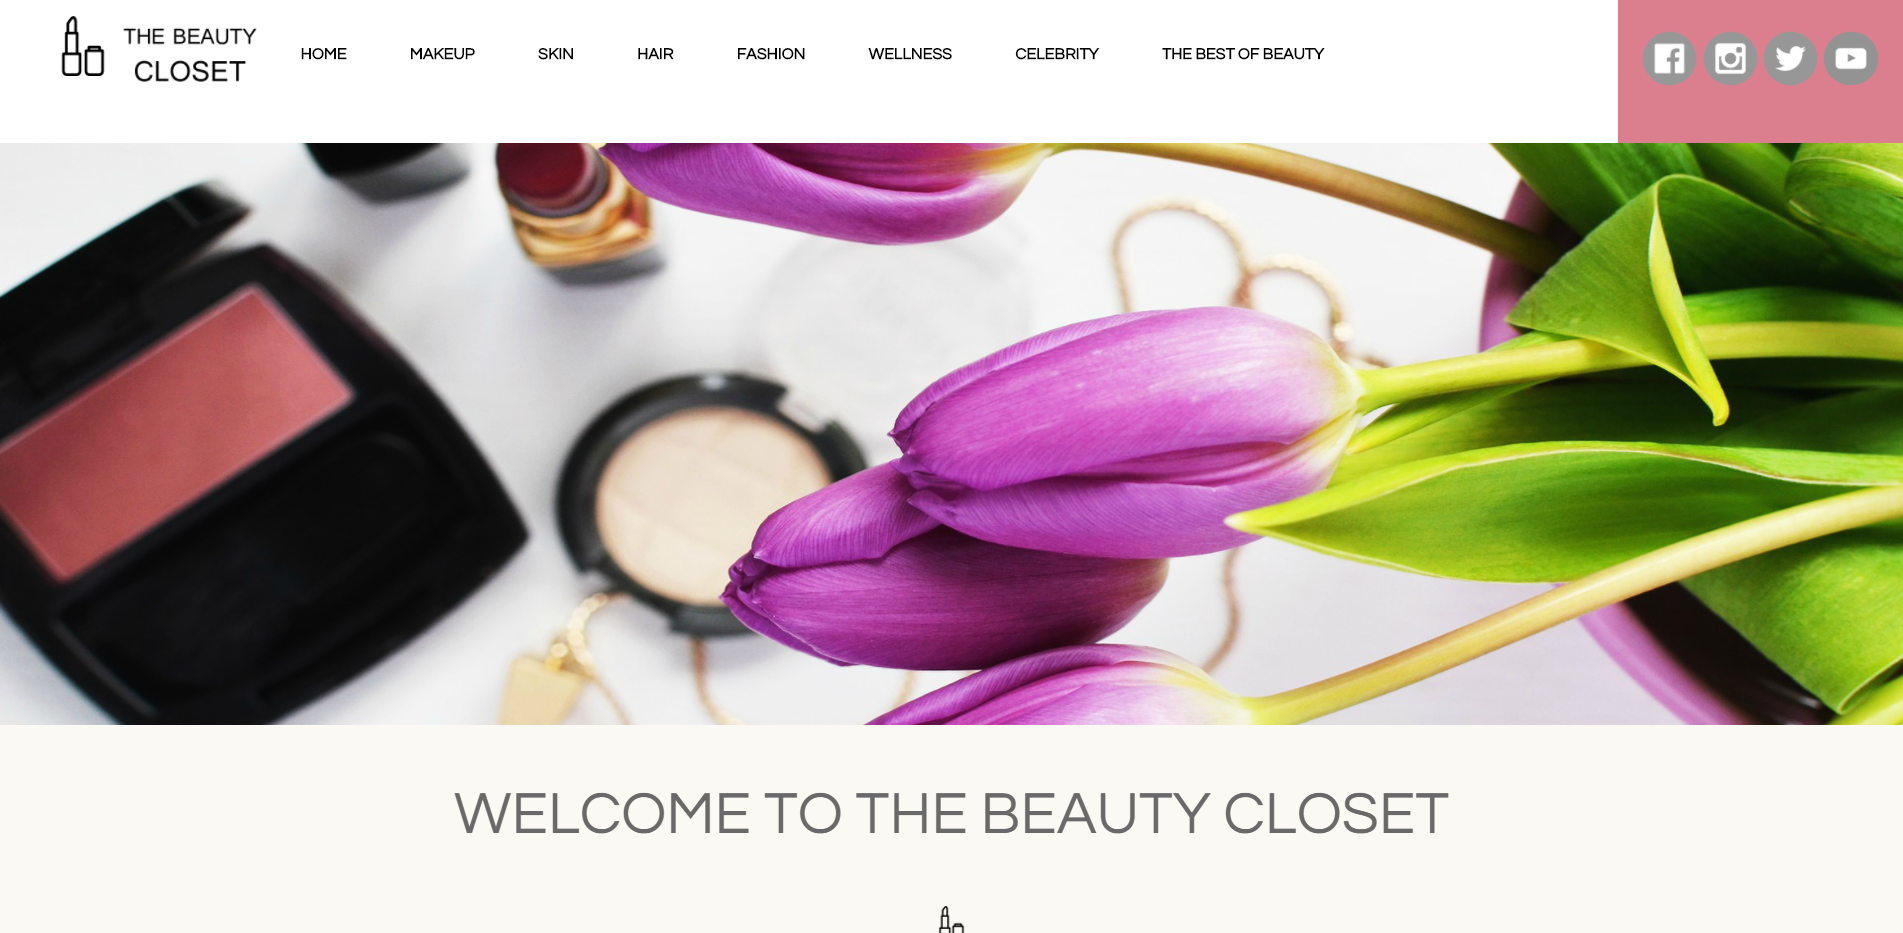 THE BEAUTY
CLOSET
HOME
MAKEUP
SKIN
HAIR
FASHION
WELLNESS
CELEBRITY
THE BEST OF BEAUTY
WELCOME TO THE BEAUTY CLOSET